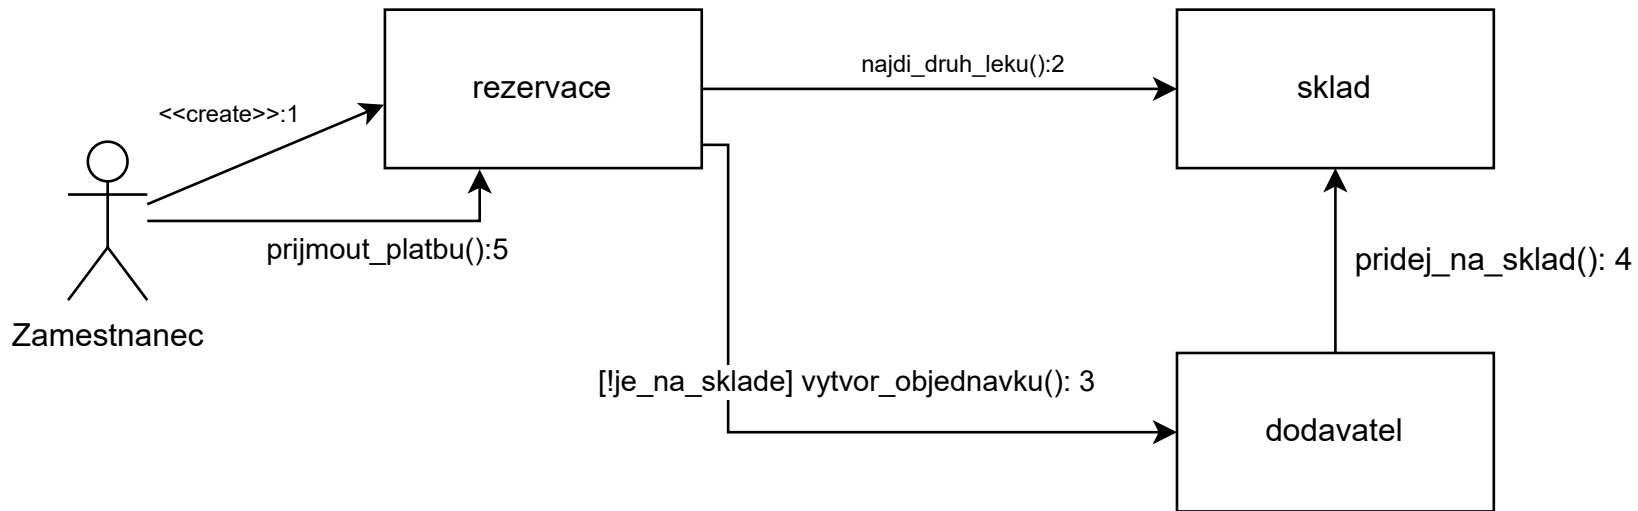 rezervace
najdi_druh_leku():2
sklad
<<create>>:1
prijmout_platbu():5
pridej_na_sklad(): 4
Zamestnanec
[!je_na_sklade] vytvor_objednavku(): 3
dodavatel